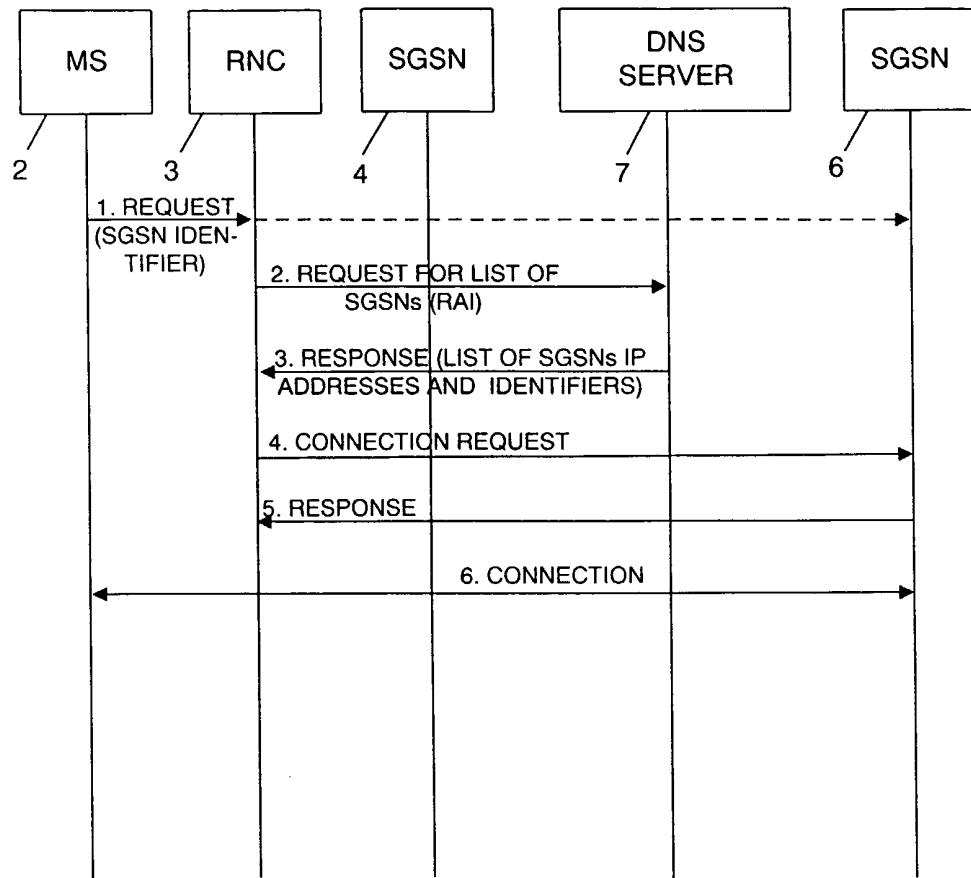 MS
RNC
SGSN
DNS
SERVER
SGSN
2
3
4
7
6
1. REQUEST
(SGSN IDEN-
TIFIER)
2. REQUEST FOR LIST OF
SGSNs (RAI)
3. RESPONSE (LIST OF SGSNs IP
ADDRESSES AND IDENTIFIERS)
4. CONNECTION REQUEST
5. RESPONSE
6. CONNECTION